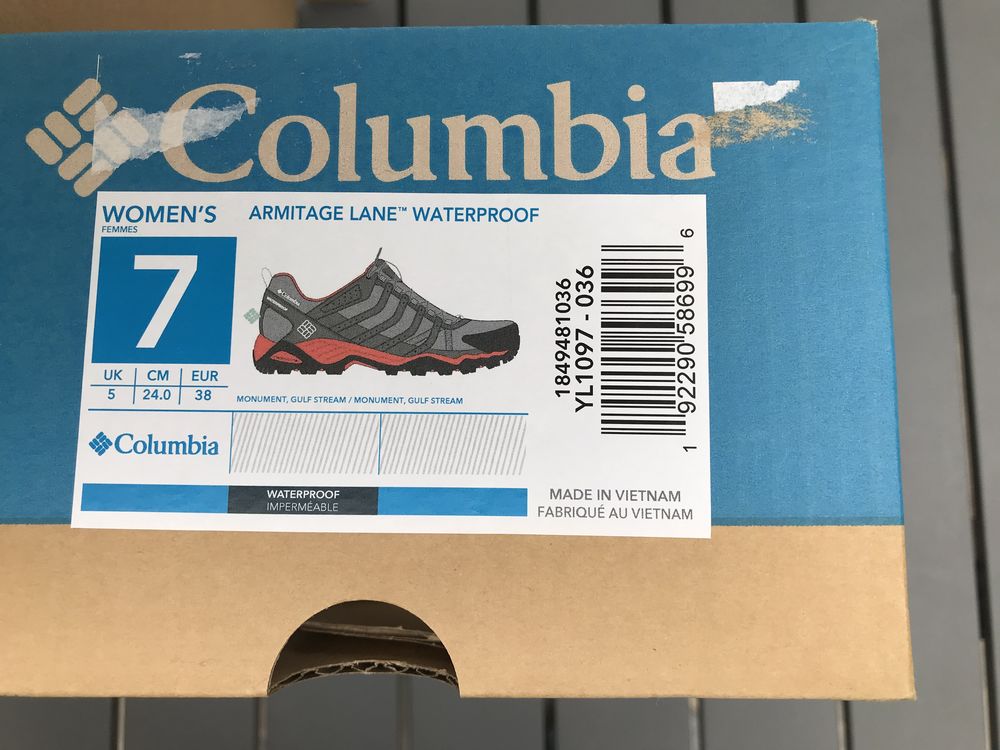 Columbia
WOMEN'S
FEMMES
ARMITAGE LANE™ WATERPROOF
7
UK CM EUR
5 24.0 38
MONUMENT, GULF STREAM / MONUMENT, GULF STREAM
Columbia
WATERPROOF
IMPERMÉABLE
1849481036
YL1097 - 036
1 92290 58699 6
MADE IN VIETNAM
FABRIQUÉ AU VIETNAM